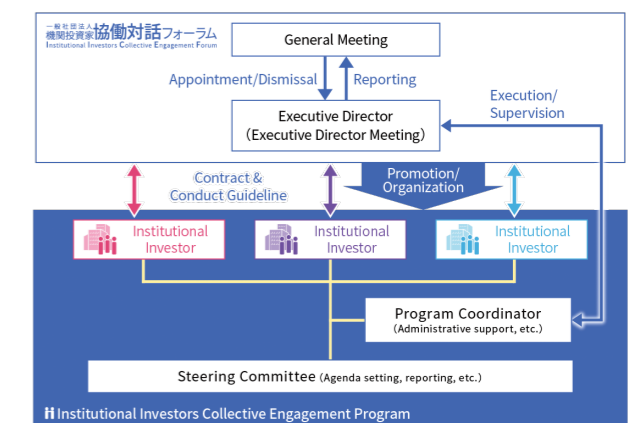 一般社団法人
機関投資家協働対話フォーラム
Institutional Investors Collective Engagement Forum
General Meeting
Appointment/Dismissal
Reporting
Executive Director
（Executive Director Meeting）
Execution/
Supervision
Contract &
Conduct Guideline
Promotion/
Organization
Institutional
Investor
Institutional
Investor
Institutional
Investor
Program Coordinator
(Administrative support, etc.)
Steering Committee (Agenda setting, reporting, etc.)
Institutional Investors Collective Engagement Program